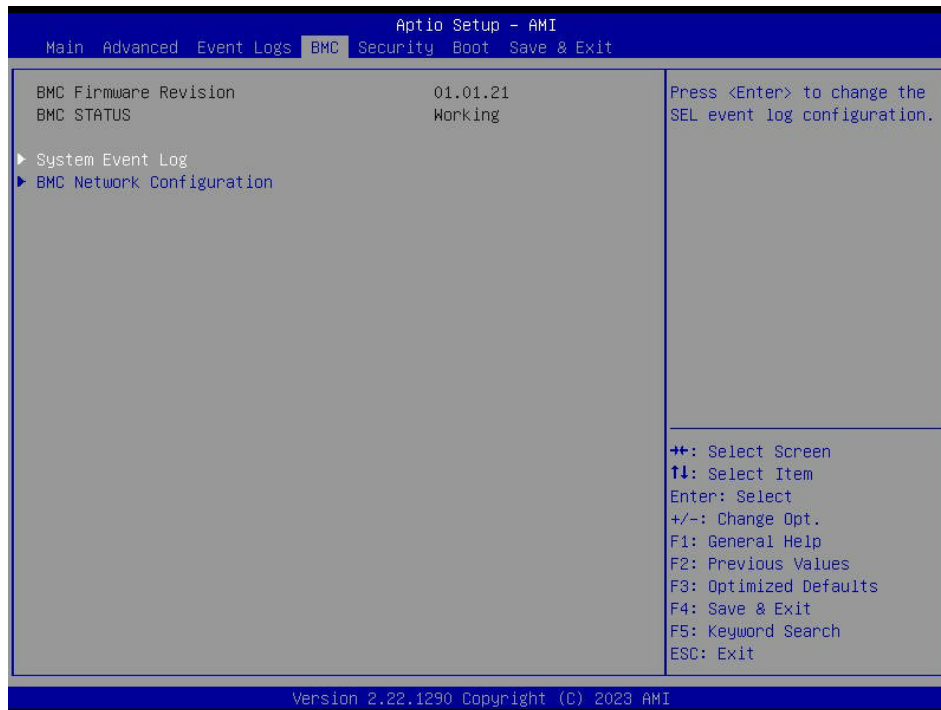 Aptio Setup – AMI
Main Advanced Event Logs BMC Security Boot Save & Exit
BMC Firmware Revision 01.01.21
BMC STATUS Working
▶ System Event Log
▶ BMC Network Configuration
Press <Enter> to change the
SEL event log configuration.
→←: Select Screen
↑↓: Select Item
Enter: Select
+/-: Change Opt.
F1: General Help
F2: Previous Values
F3: Optimized Defaults
F4: Save & Exit
F5: Keyword Search
ESC: Exit
Version 2.22.1290 Copyright (C) 2023 AMI